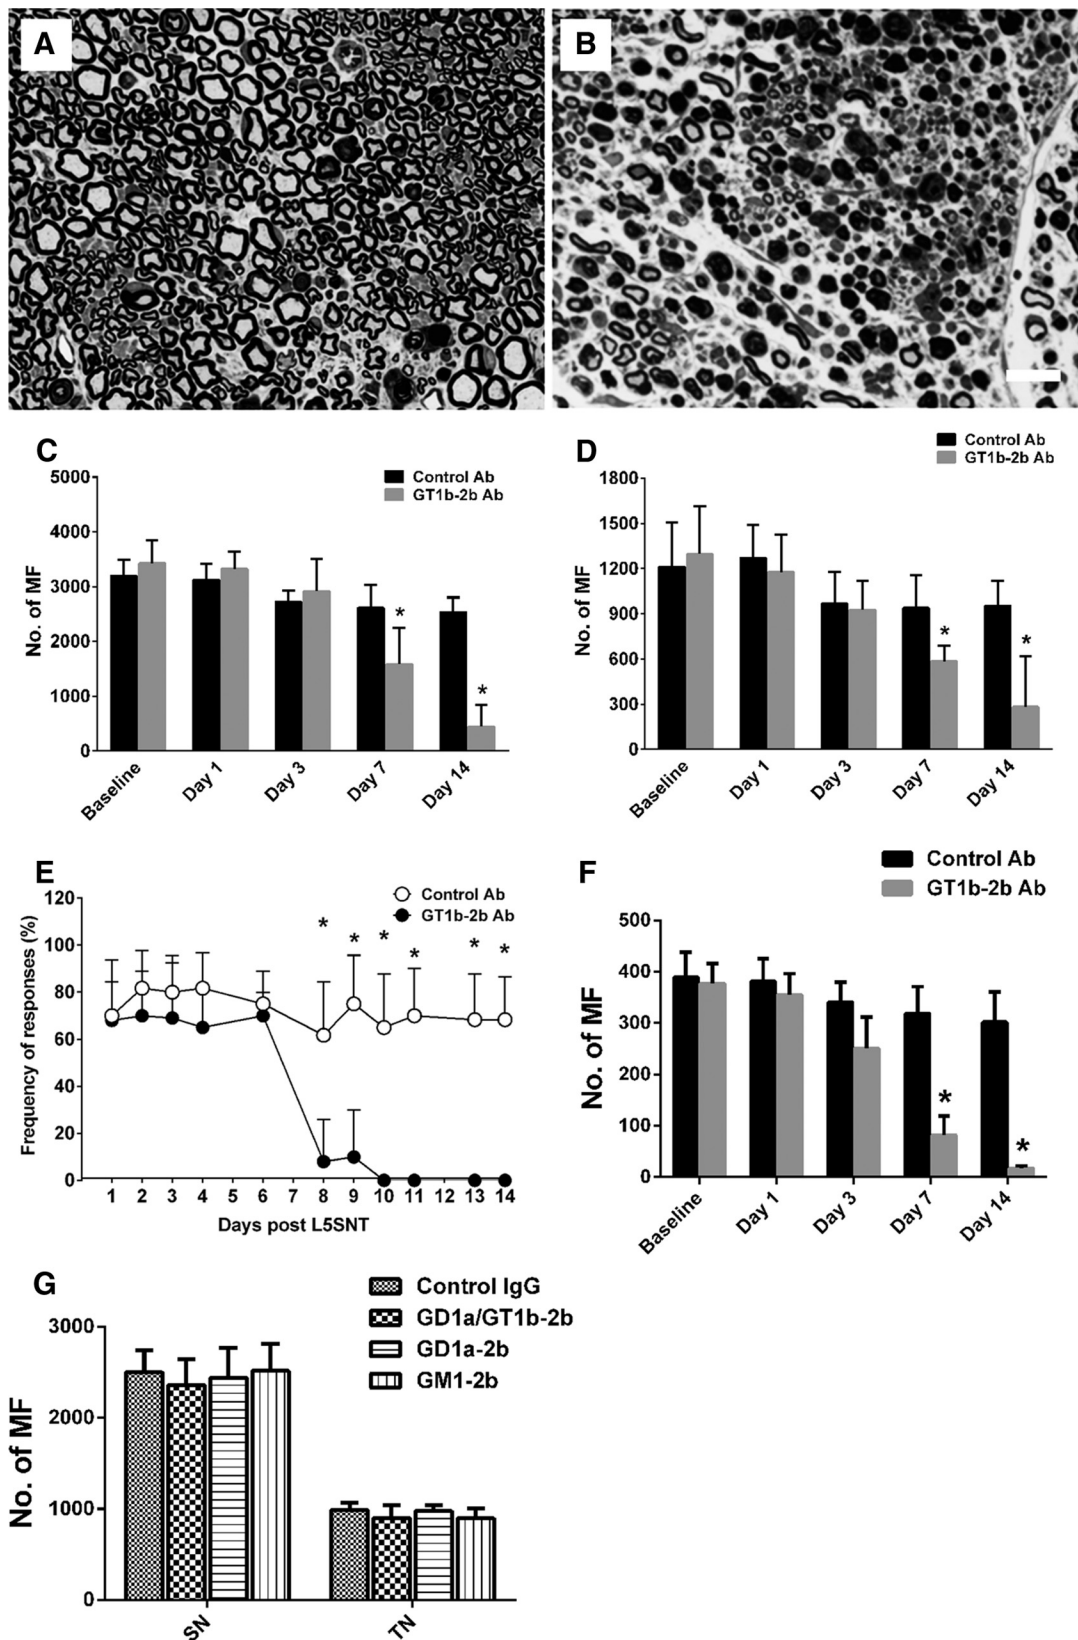 A
B
C
Control Ab
GT1b-2b Ab
No. of MF
5000
4000
3000
2000
1000
0
Baseline
Day 1
Day 3
Day 7
Day 14
*
*
D
Control Ab
GT1b-2b Ab
No. of MF
1800
1500
1200
900
600
300
0
Baseline
Day 1
Day 3
Day 7
Day 14
*
*
E
Control Ab
GT1b-2b Ab
Frequency of responses (%)
120
100
80
60
40
20
0
* * * * * *
1 2 3 4 5 6 7 8 9 10 11 12 13 14
Days post L5SNT
F
Control Ab
GT1b-2b Ab
No. of MF
500
400
300
200
100
0
Baseline
Day 1
Day 3
Day 7
Day 14
*
*
G
Control IgG
GD1a/GT1b-2b
GD1a-2b
GM1-2b
No. of MF
3000
2000
1000
0
SN
TN